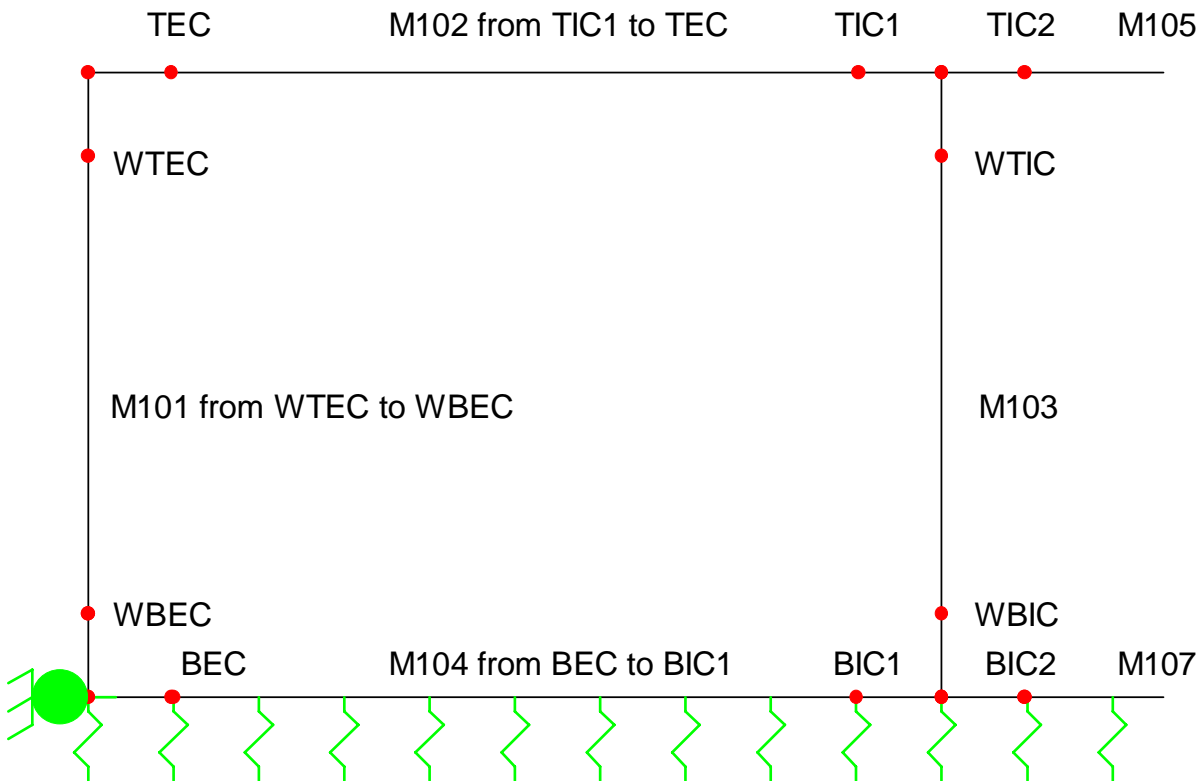 TEC M102 from TIC1 to TEC TIC1 TIC2 M105
WTEC WTIC
M101 from WTEC to WBEC M103
WBEC WBIC
BEC M104 from BEC to BIC1 BIC1 BIC2 M107